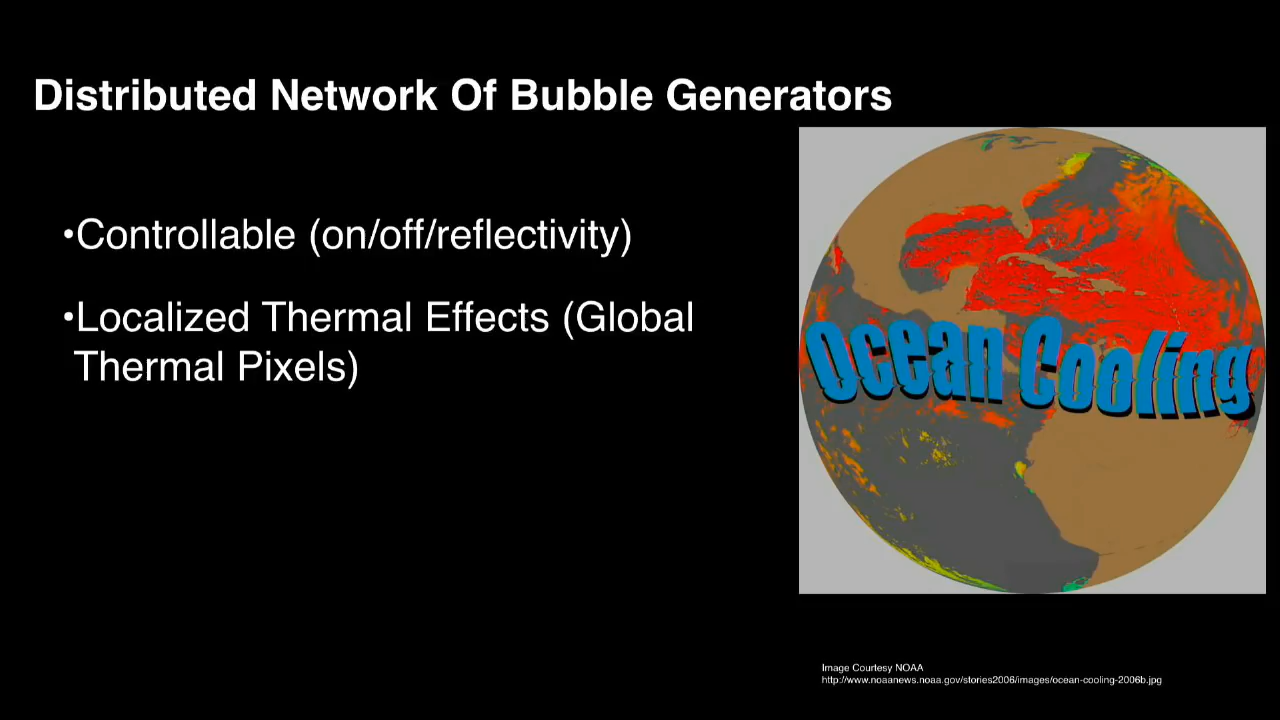 Distributed Network Of Bubble Generators
•Controllable (on/off/reflectivity)
•Localized Thermal Effects (Global
Thermal Pixels)
Ocean Cooling
Image Courtesy NOAA
http://www.noaanews.noaa.gov/stories2006/images/ocean-cooling-2006b.jpg